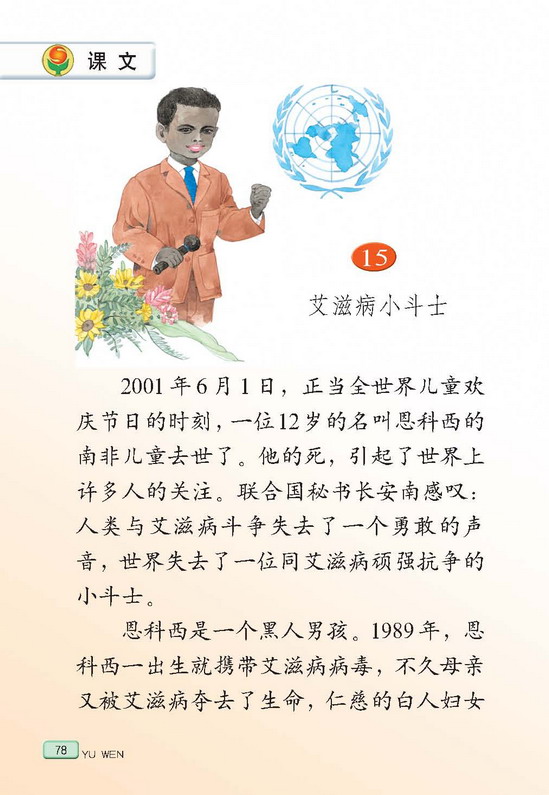 课文
15
艾滋病小斗士
2001年6月1日，正当全世界儿童欢
庆节日的时刻，一位12岁的名叫恩科西的
南非儿童去世了。他的死，引起了世界上
许多人的关注。联合国秘书长安南感叹：
人类与艾滋病斗争失去了一个勇敢的声
音，世界失去了一位同艾滋病顽强抗争的
小斗士。
恩科西是一个黑人男孩。1989年，恩
科西一出生就携带艾滋病病毒，不久母亲
又被艾滋病夺去了生命，仁慈的白人妇女
78
YU WEN